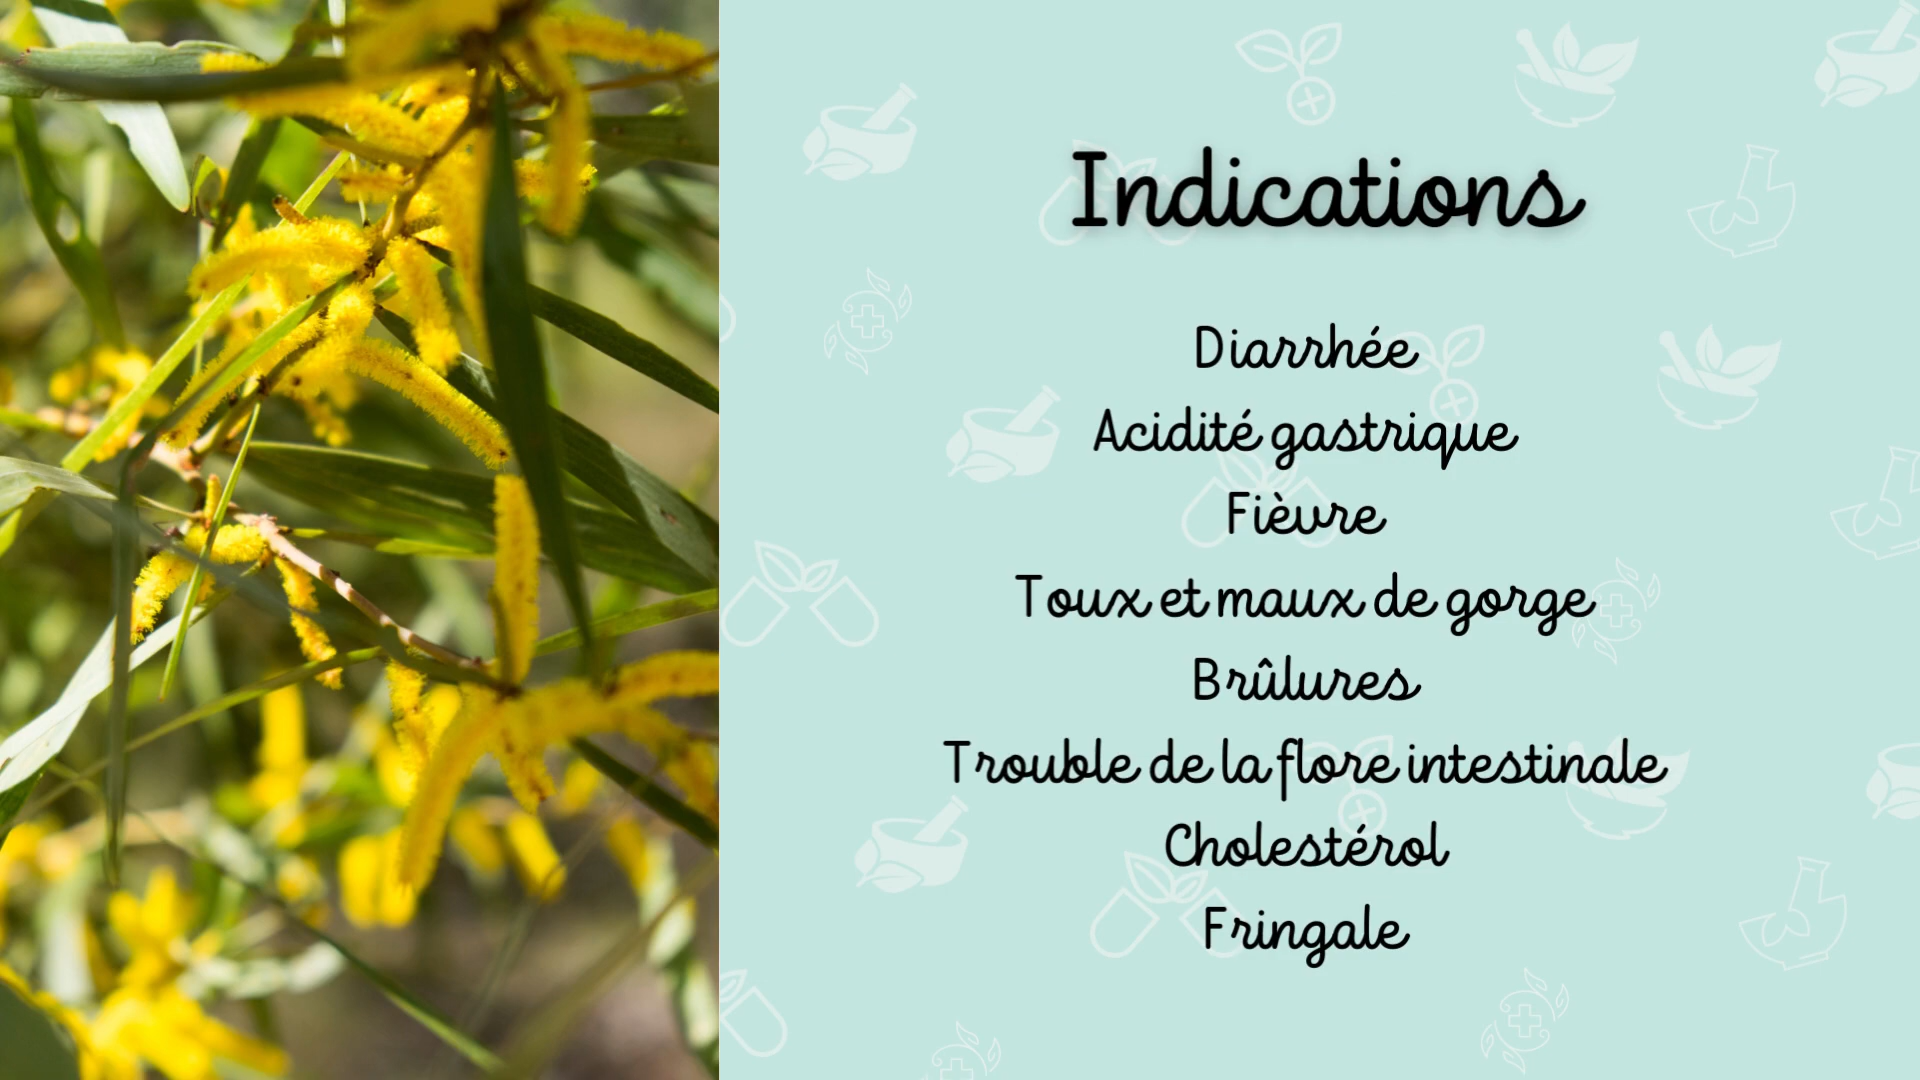 Indications
Diarrhée
Acidité gastrique
Fièvre
Toux et maux de gorge
Brûlures
Trouble de la flore intestinale
Cholestérol
Fringale